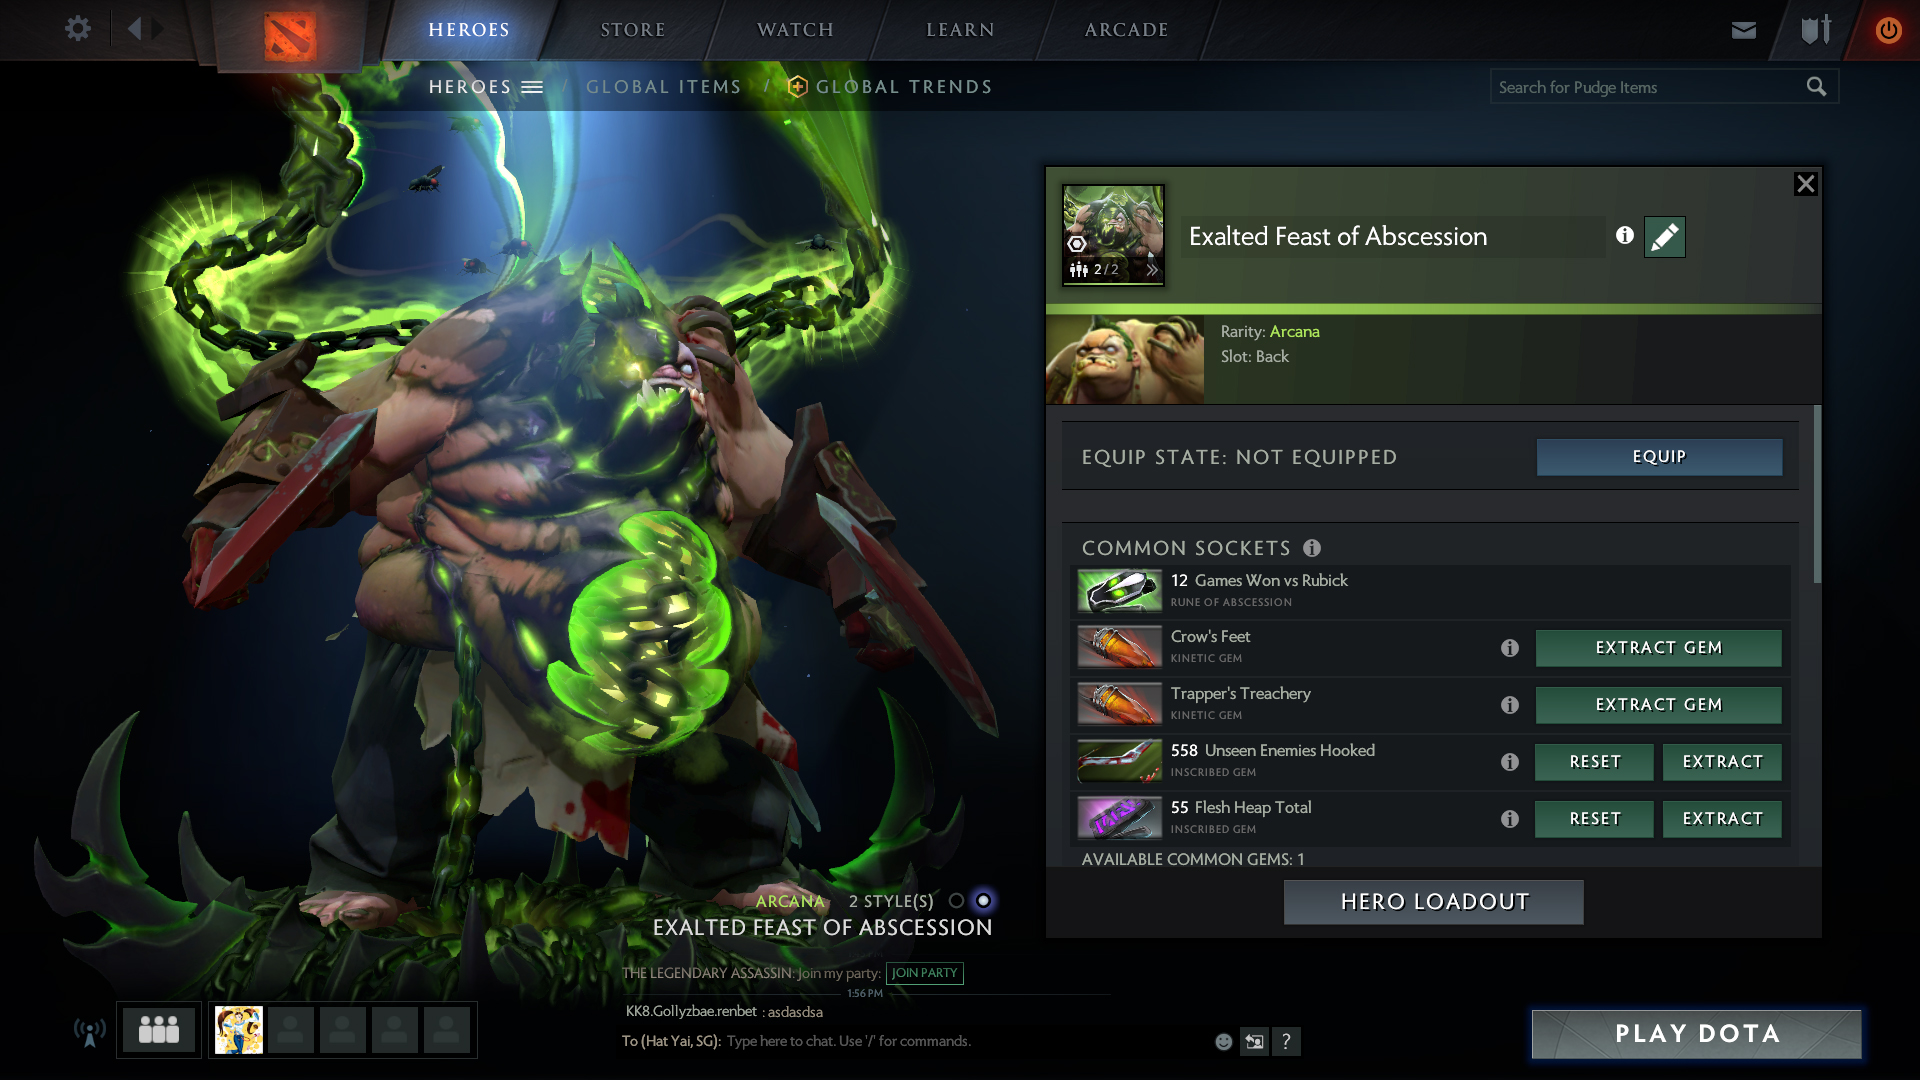 HEROES
STORE
WATCH
LEARN
ARCADE
HEROES / GLOBAL ITEMS / GLOBAL TRENDS
Search for Pudge Items
Exalted Feast of Abscession
2/2
Rarity: Arcana
Slot: Back
EQUIP STATE: NOT EQUIPPED
EQUIP
COMMON SOCKETS
12 Games Won vs Rubick
RUNE OF ABSCESSION
Crow's Feet
KINETIC GEM
EXTRACT GEM
Trapper's Treachery
KINETIC GEM
EXTRACT GEM
558 Unseen Enemies Hooked
INSCRIBED GEM
RESET
EXTRACT
55 Flesh Heap Total
INSCRIBED GEM
RESET
EXTRACT
AVAILABLE COMMON GEMS: 1
HERO LOADOUT
ARCANA 2 STYLE(S)
EXALTED FEAST OF ABSCESSION
THE LEGENDARY ASSASSIN: Join my party: JOIN PARTY
1:56 PM
KK8.Gollyzbae.renbet : asdasdsa
To (Hat Yai, SG): Type here to chat. Use '/' for commands.
?
PLAY DOTA